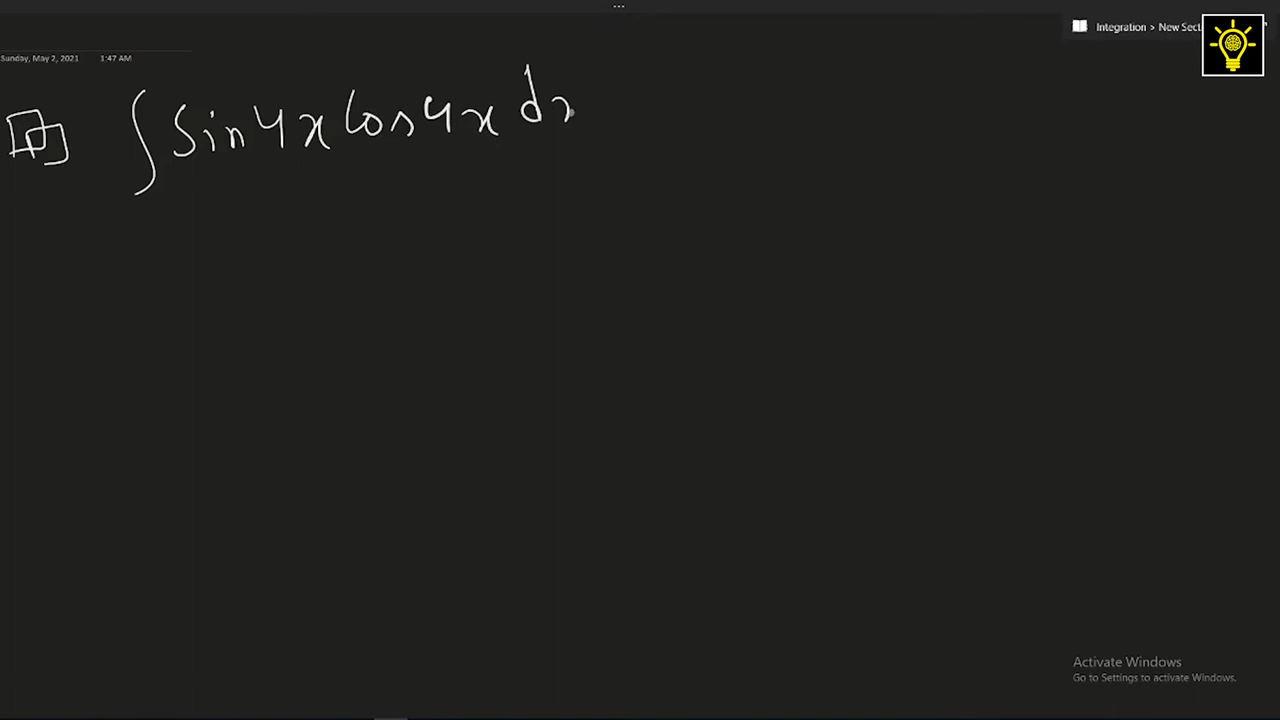 ...
Integration > New Sect
Sunday, May 2, 2021 1:47 AM
∫ Sin4x Cos4x dx
Activate Windows
Go to Settings to activate Windows.